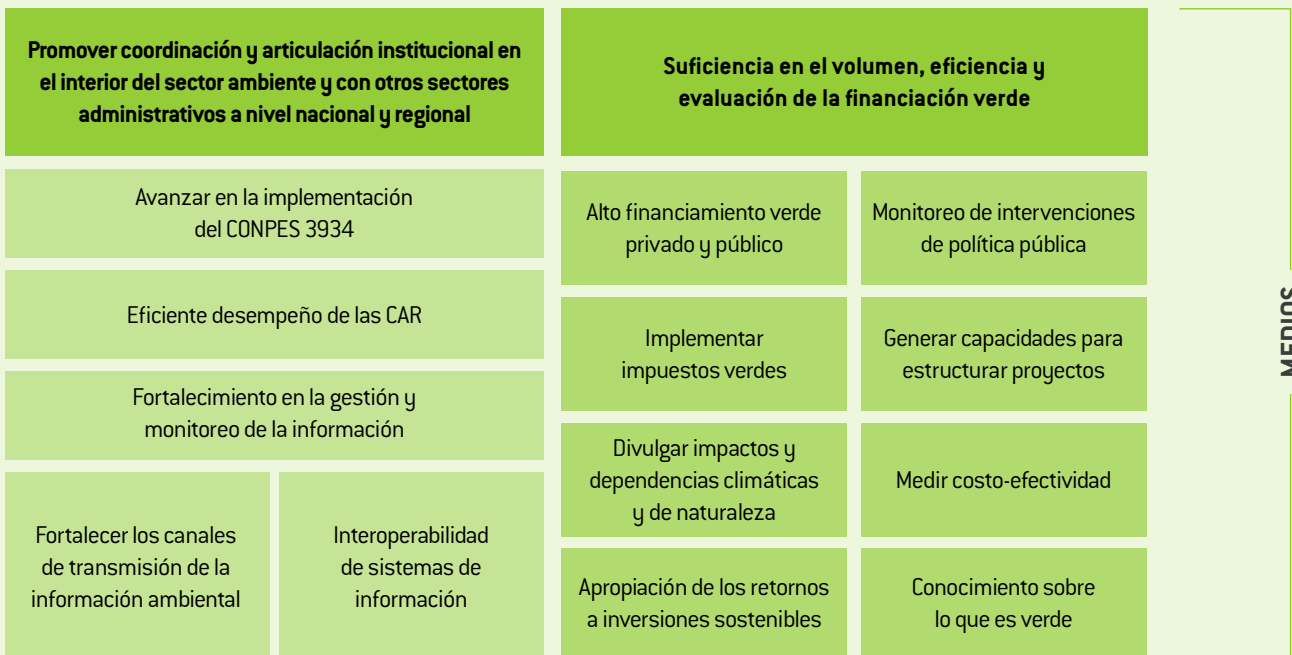 Promover coordinación y articulación institucional en
el interior del sector ambiente y con otros sectores
administrativos a nivel nacional y regional
Avanzar en la implementación
del CONPES 3934
Eficiente desempeño de las CAR
Fortalecimiento en la gestión y
monitoreo de la información
Fortalecer los canales
de transmisión de la
información ambiental
Interoperabilidad
de sistemas de
información
Suficiencia en el volumen, eficiencia y
evaluación de la financiación verde
Alto financiamiento verde
privado y público
Monitoreo de intervenciones
de política pública
Implementar
impuestos verdes
Generar capacidades para
estructurar proyectos
Divulgar impactos y
dependencias climáticas
y de naturaleza
Medir costo-efectividad
Apropiación de los retornos
a inversiones sostenibles
Conocimiento sobre
lo que es verde
MEDIOS